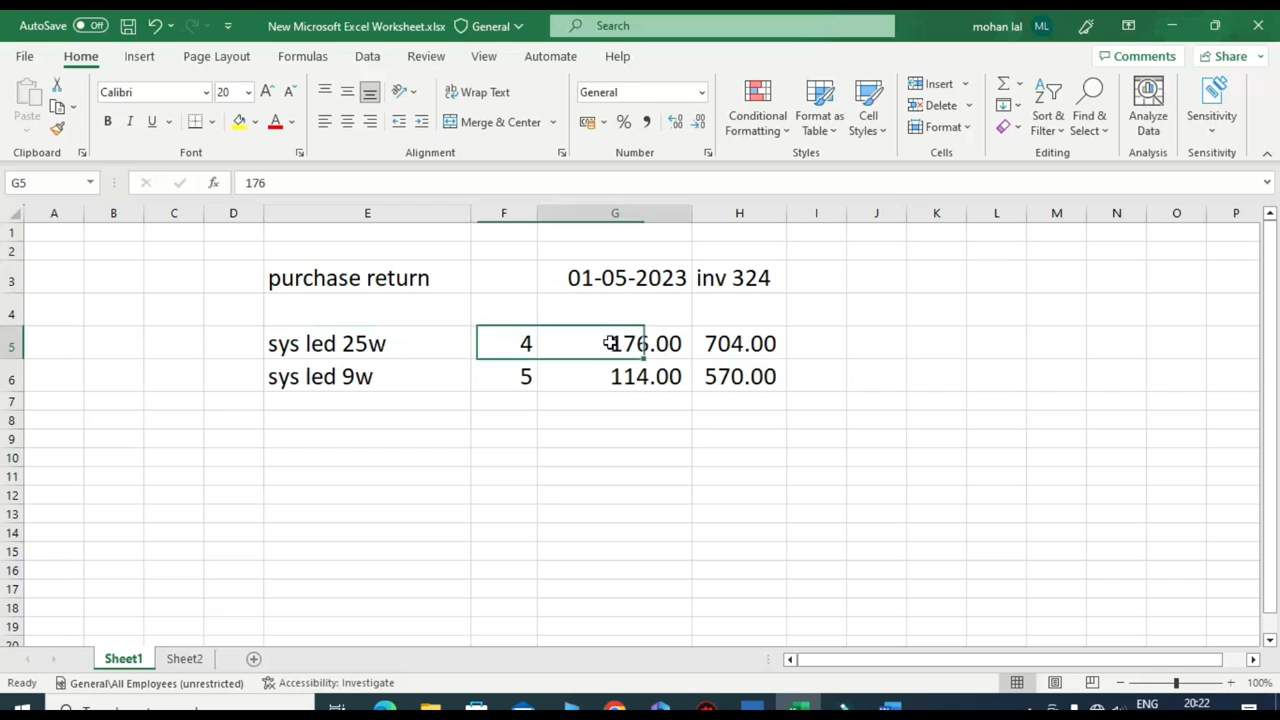 AutoSave Off New Microsoft Excel Worksheet.xlsx General Search mohan lal ML
File Home Insert Page Layout Formulas Data Review View Automate Help Comments Share
Paste Calibri 20 A A Wrap Text General Conditional Formatting Format as Table Cell Styles Insert Sort & Filter Find & Select Analyze Data Sensitivity
B I U A Merge & Center % Delete Format
Clipboard Font Alignment Number Styles Cells Editing Analysis Sensitivity
G5 fx 176
A B C D E F G H I J K L M N O P
1
2
3 purchase return 01-05-2023 inv 324
4
5 sys led 25w 4 176.00 704.00
6 sys led 9w 5 114.00 570.00
7
8
9
10
11
12
13
14
15
16
17
18
19
20
Sheet1 Sheet2
Ready General\All Employees (unrestricted) Accessibility: Investigate 100%
ENG 20:22